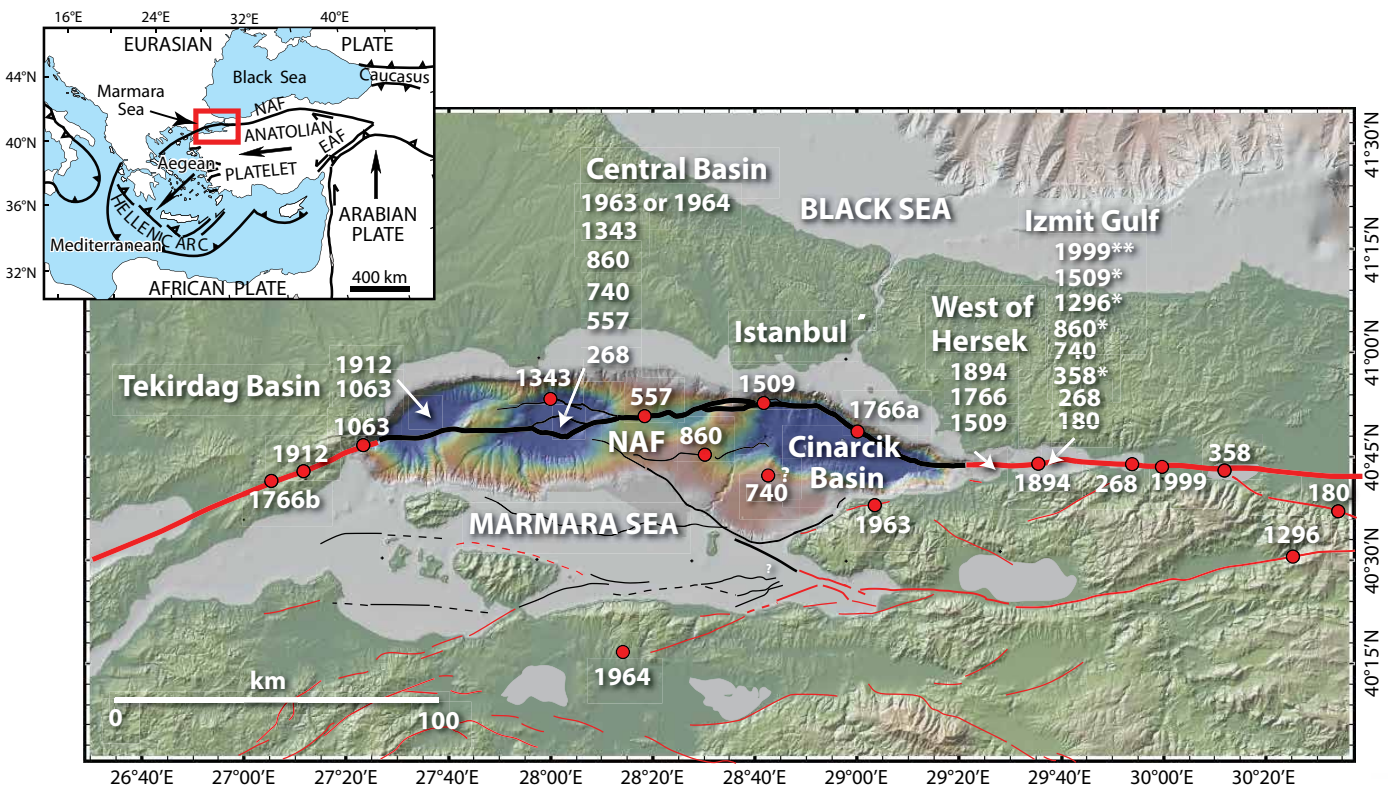 16°E 24°E 32°E 40°E
EURASIAN PLATE
44°N
Black Sea
Caucasus
Marmara
Sea
NAF
40°N
ANATOLIAN
EAF
Aegean
PLATELET
36°N
HELLENIC ARC
ARABIAN
PLATE
Mediterranean
32°N
400 km
AFRICAN PLATE
Central Basin
1963 or 1964
1343
860
740
557
268
BLACK SEA
Izmit Gulf
1999**
1509*
1296*
860*
740
358*
268
180
West of
Hersek
1894
1766
1509
Istanbul
1912
1063
Tekirdag Basin
1343
557
1509
1766a
1063
NAF
860
Cinarcik
Basin
1912
1766b
740
?
1963
1894
268
1999
358
180
1296
MARMARA SEA
?
1964
km
0 100
41°30'N
41°15'N
41°00'N
40°45'N
40°30'N
40°15'N
26°40'E 27°00'E 27°20'E 27°40'E 28°00'E 28°20'E 28°40'E 29°00'E 29°20'E 29°40'E 30°00'E 30°20'E